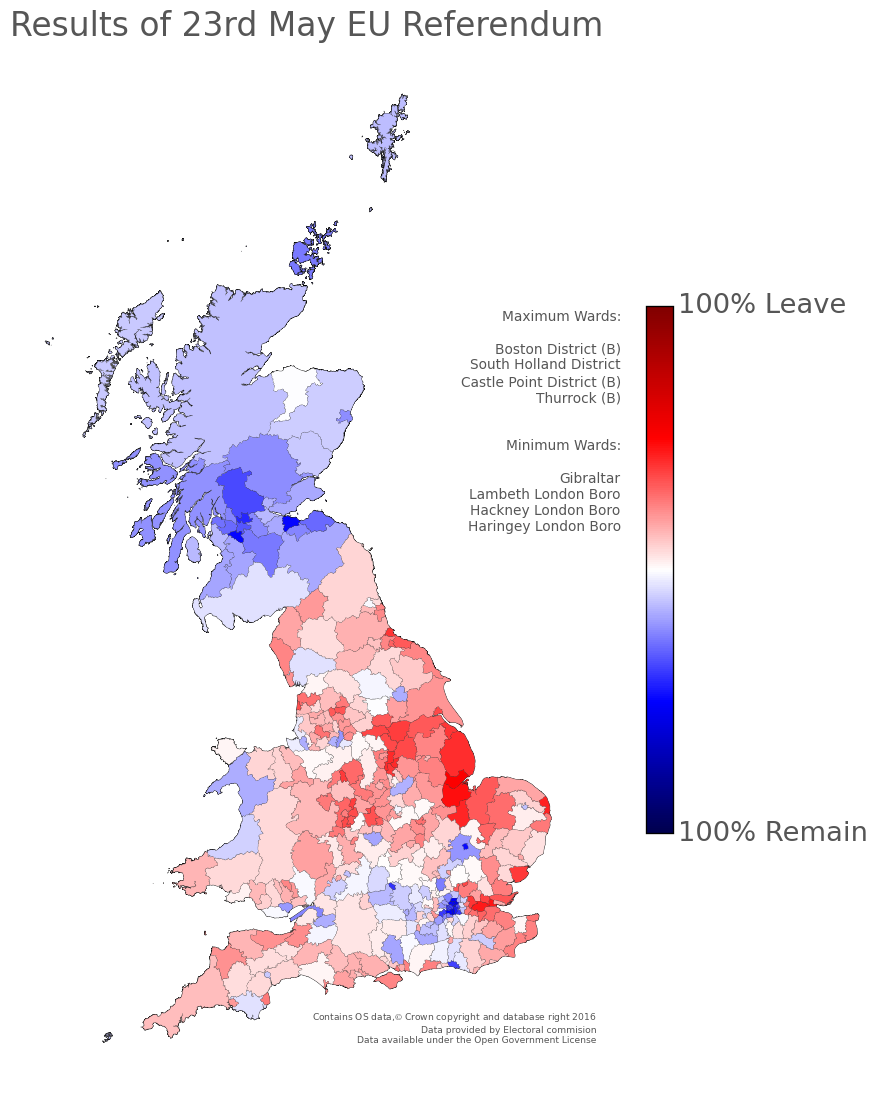 Results of 23rd May EU Referendum
100% Leave
Maximum Wards:
Boston District (B)
South Holland District
Castle Point District (B)
Thurrock (B)
Minimum Wards:
Gibraltar
Lambeth London Boro
Hackney London Boro
Haringey London Boro
100% Remain
Contains OS data,© Crown copyright and database right 2016
Data provided by Electoral commision
Data available under the Open Government License